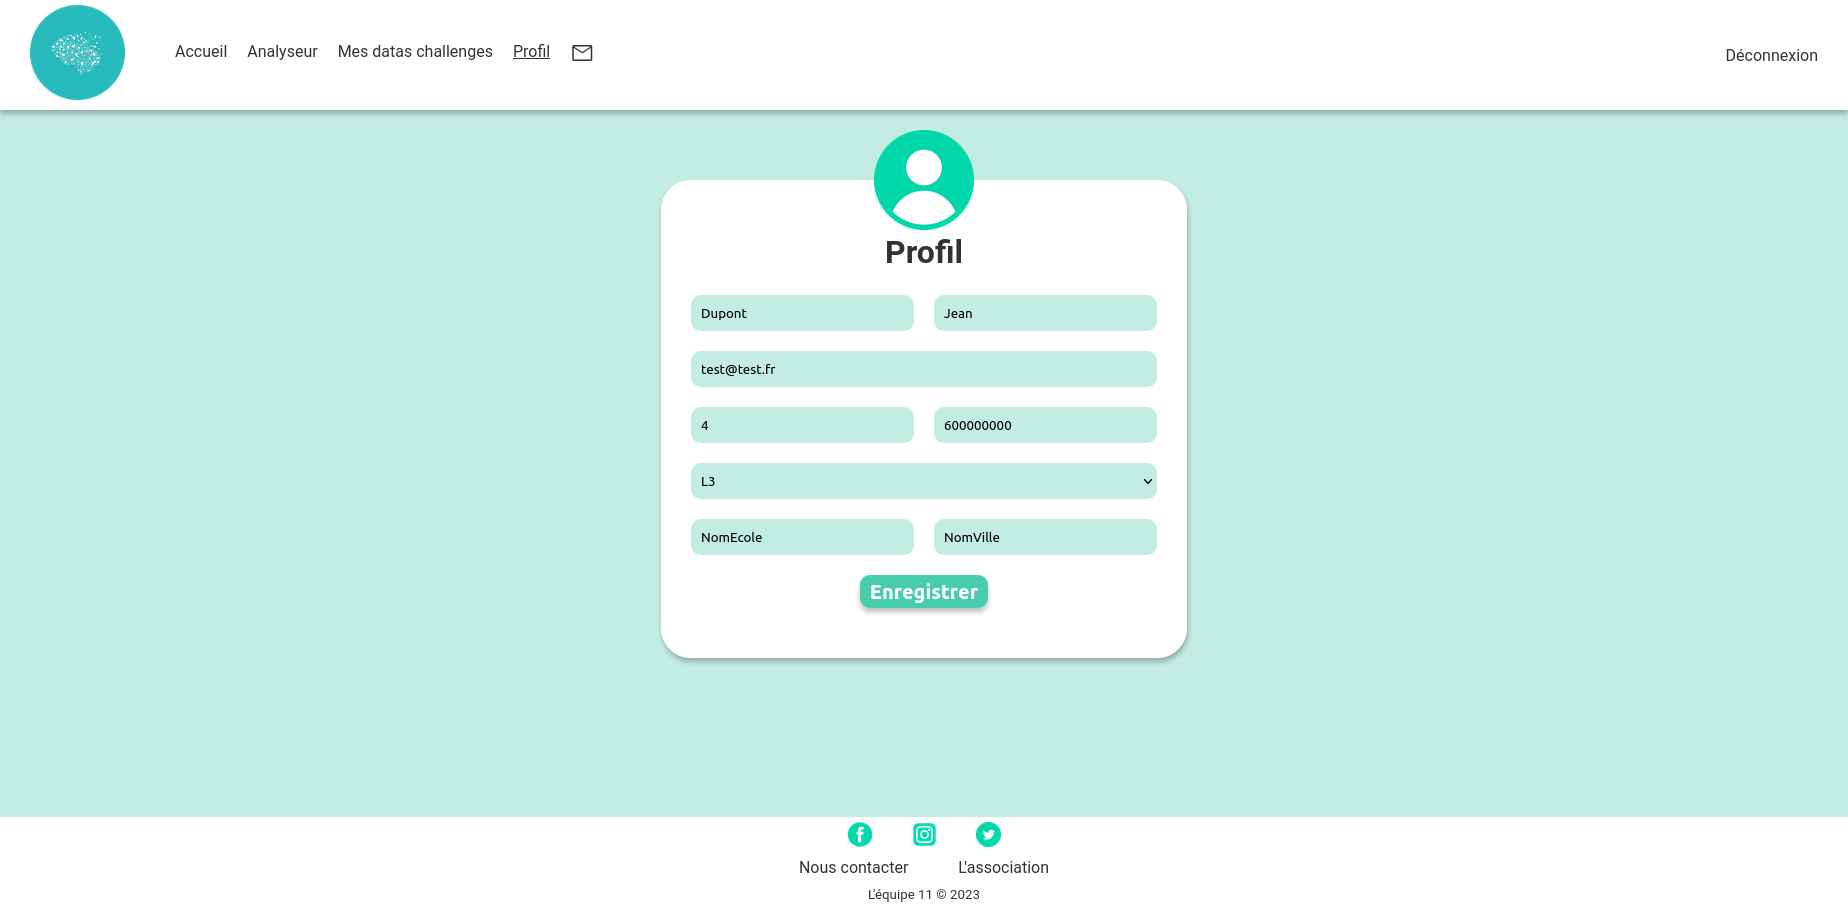 Accueil Analyseur Mes datas challenges Profil Déconnexion
Profil
Dupont Jean
test@test.fr
4 600000000
L3
NomEcole NomVille
Enregistrer
Nous contacter L'association
L'équipe 11 © 2023